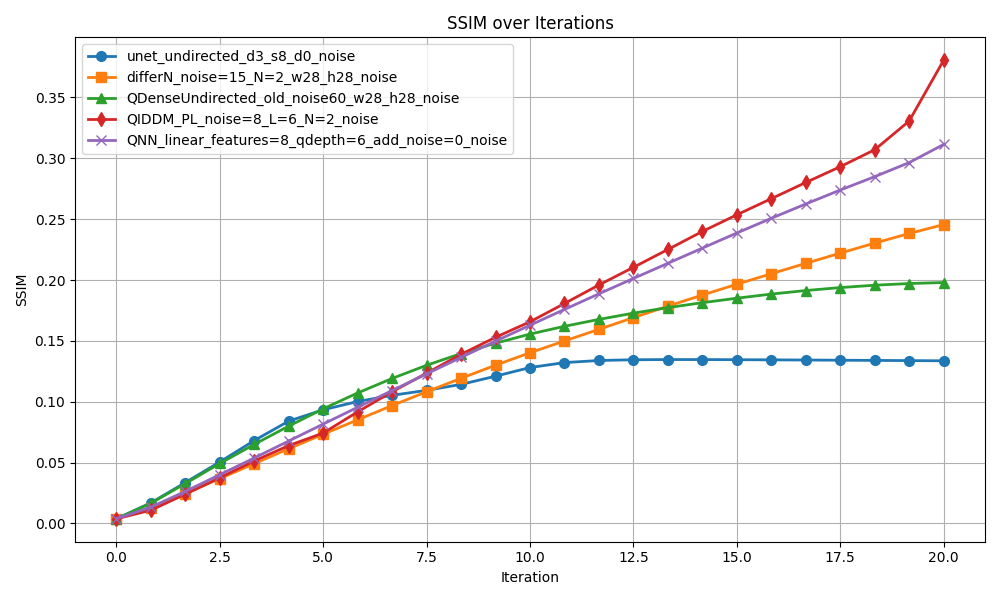 SSIM over Iterations
unet_undirected_d3_s8_d0_noise
differN_noise=15_N=2_w28_h28_noise
QDenseUndirected_old_noise60_w28_h28_noise
QIDDM_PL_noise=8_L=6_N=2_noise
QNN_linear_features=8_qdepth=6_add_noise=0_noise
SSIM
0.35
0.30
0.25
0.20
0.15
0.10
0.05
0.00
0.0 2.5 5.0 7.5 10.0 12.5 15.0 17.5 20.0
Iteration